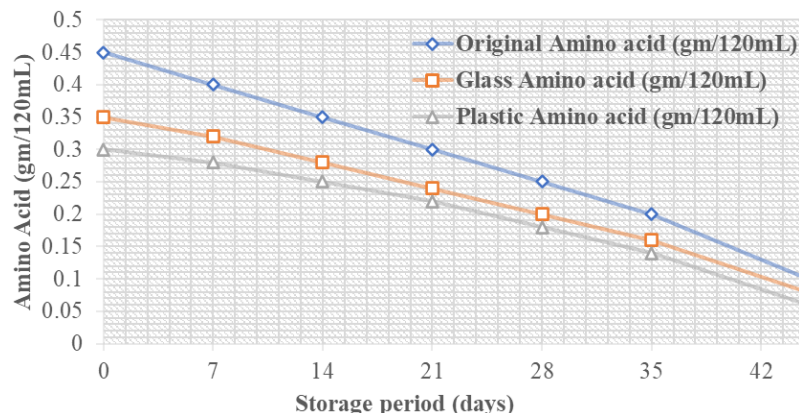 0.5
0.45
0.4
0.35
0.3
0.25
0.2
0.15
0.1
0.05
0
Amino Acid (gm/120mL)
Original Amino acid (gm/120mL)
Glass Amino acid (gm/120mL)
Plastic Amino acid (gm/120mL)
0 7 14 21 28 35 42
Storage period (days)